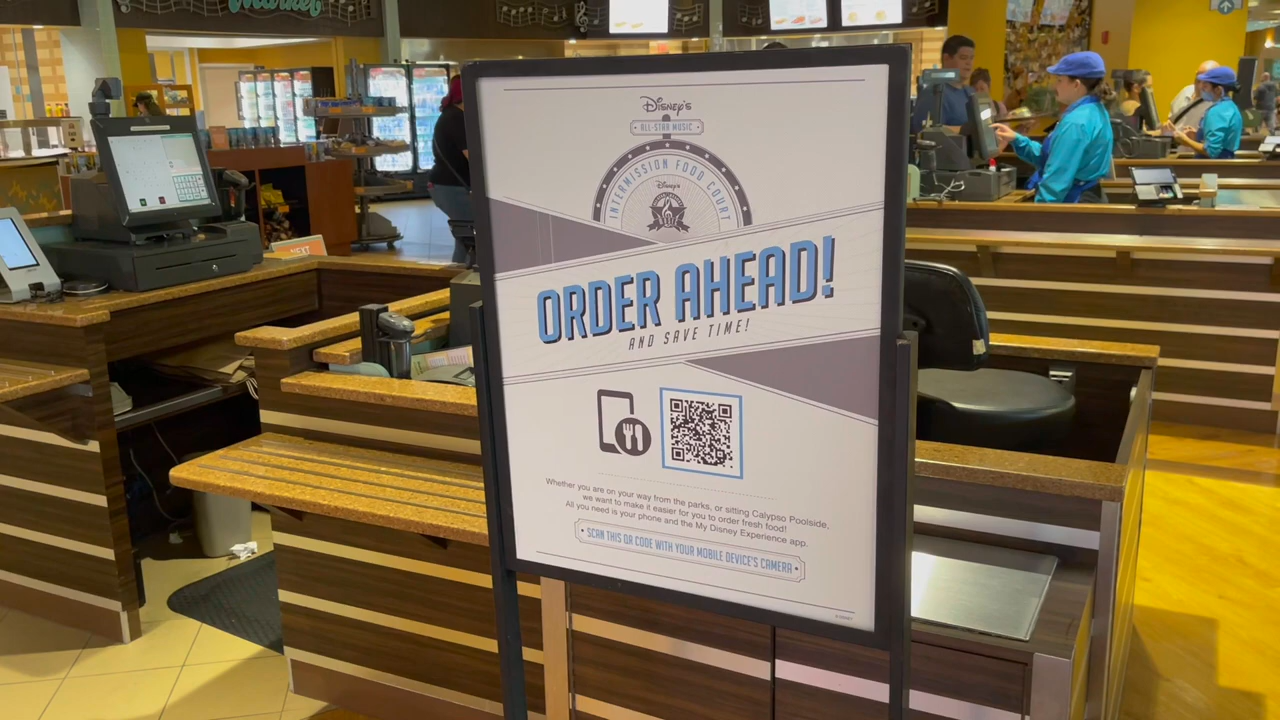 Market
Disney's
ALL-STAR MUSIC
INTERMISSION FOOD COURT
Disney's
ORDER AHEAD!
AND SAVE TIME!
Whether you are on your way from the parks, or sitting Calypso Poolside,
we want to make it easier for you to order fresh food!
All you need is your phone and the My Disney Experience app.
• SCAN THIS QR CODE WITH YOUR MOBILE DEVICE'S CAMERA •
NEXT